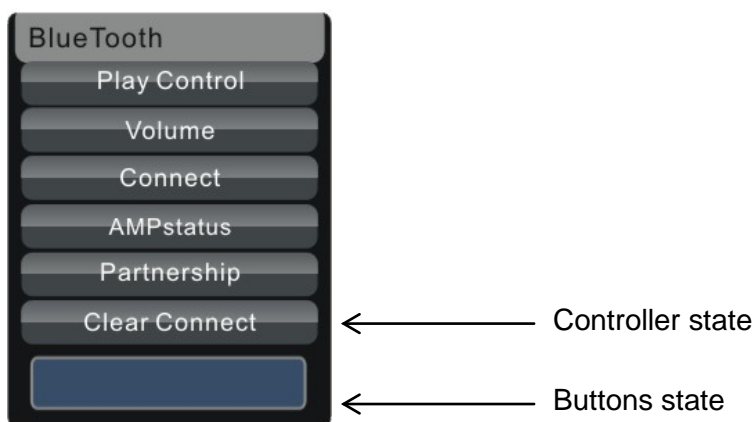 BlueTooth
Play Control
Volume
Connect
AMPstatus
Partnership
Clear Connect
Controller state
Buttons state